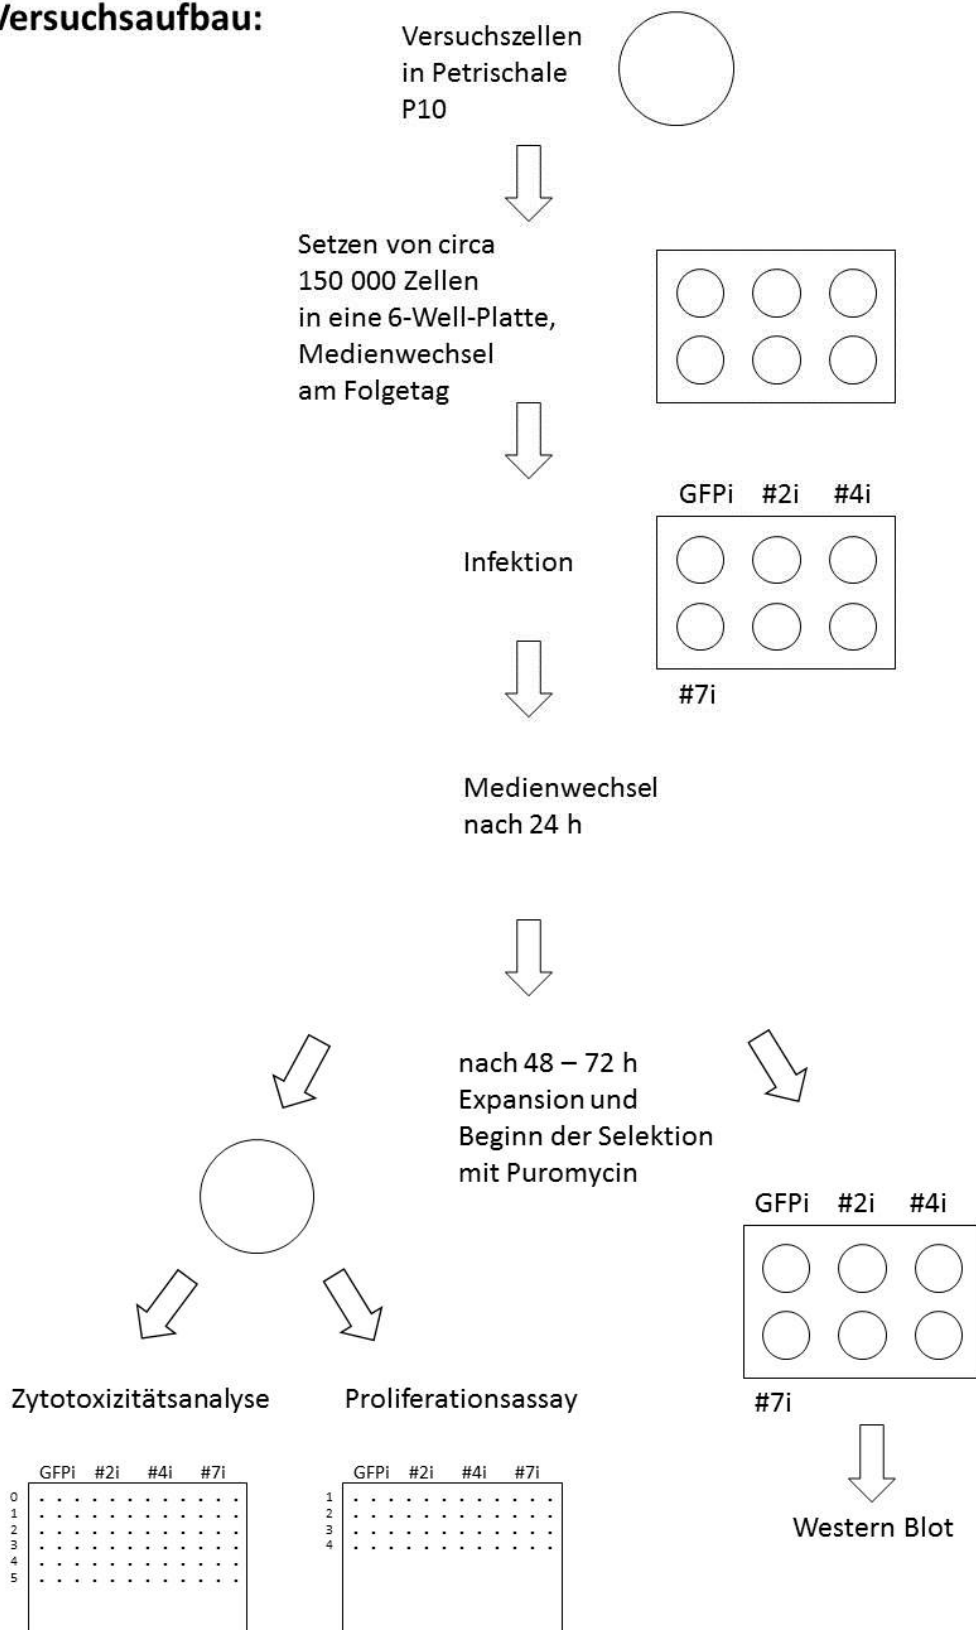 Versuchsaufbau:
Versuchszellen
in Petrischale
P10
Setzen von circa
150 000 Zellen
in eine 6-Well-Platte,
Medienwechsel
am Folgetag
GFPi #2i #4i
Infektion
#7i
Medienwechsel
nach 24 h
nach 48 – 72 h
Expansion und
Beginn der Selektion
mit Puromycin
GFPi #2i #4i
#7i
Western Blot
Zytotoxizitätsanalyse
GFPi #2i #4i #7i
0
1
2
3
4
5
Proliferationsassay
GFPi #2i #4i #7i
1
2
3
4